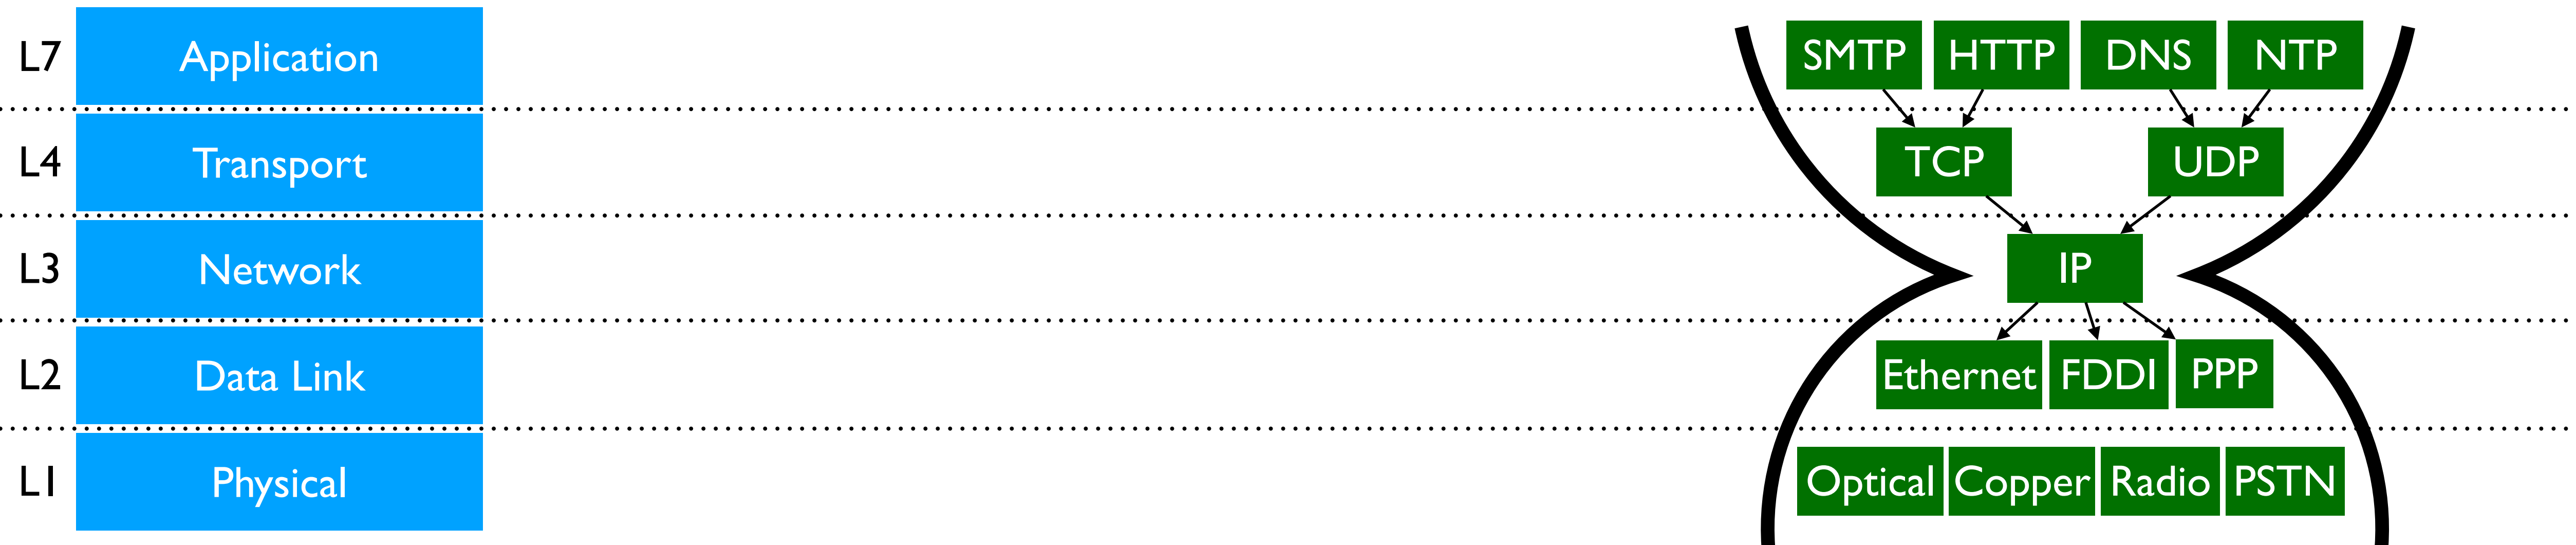 L7 Application SMTP HTTP DNS NTP
L4 Transport TCP UDP
L3 Network IP
L2 Data Link Ethernet FDDI PPP
L1 Physical Optical Copper Radio PSTN